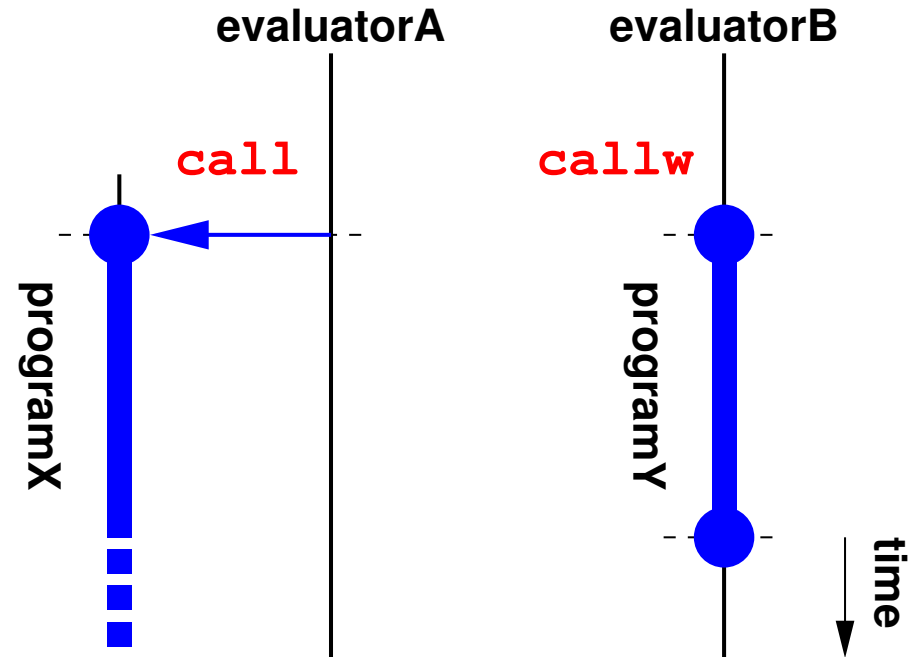 evaluatorA
evaluatorB
call
callw
programX
programY
time